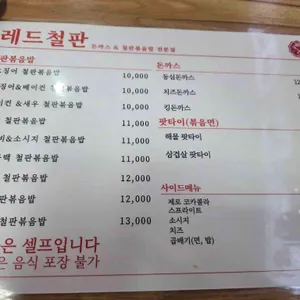 레드철판
돈까스 & 철판볶음밥 전문점
철판볶음밥
징어 철판볶음밥 10,000
징어&베이컨 철판볶음밥 10,000
이컨 &새우 철판볶음밥 10,000
철판볶음밥 11,000
비&소시지 철판볶음밥 11,000
철판볶음밥 11,000
철판볶음밥 12,000
판볶음밥 12,000
철판볶음밥 13,000
돈까스
등심돈까스
치즈돈까스
킹돈까스
팟타이(볶음면)
해물 팟타이
삼겹살 팟타이
사이드메뉴
제로 코카콜라
스프라이트
소시지
치즈
곱빼기(면, 밥)
은 셀프입니다
은 음식 포장 불가